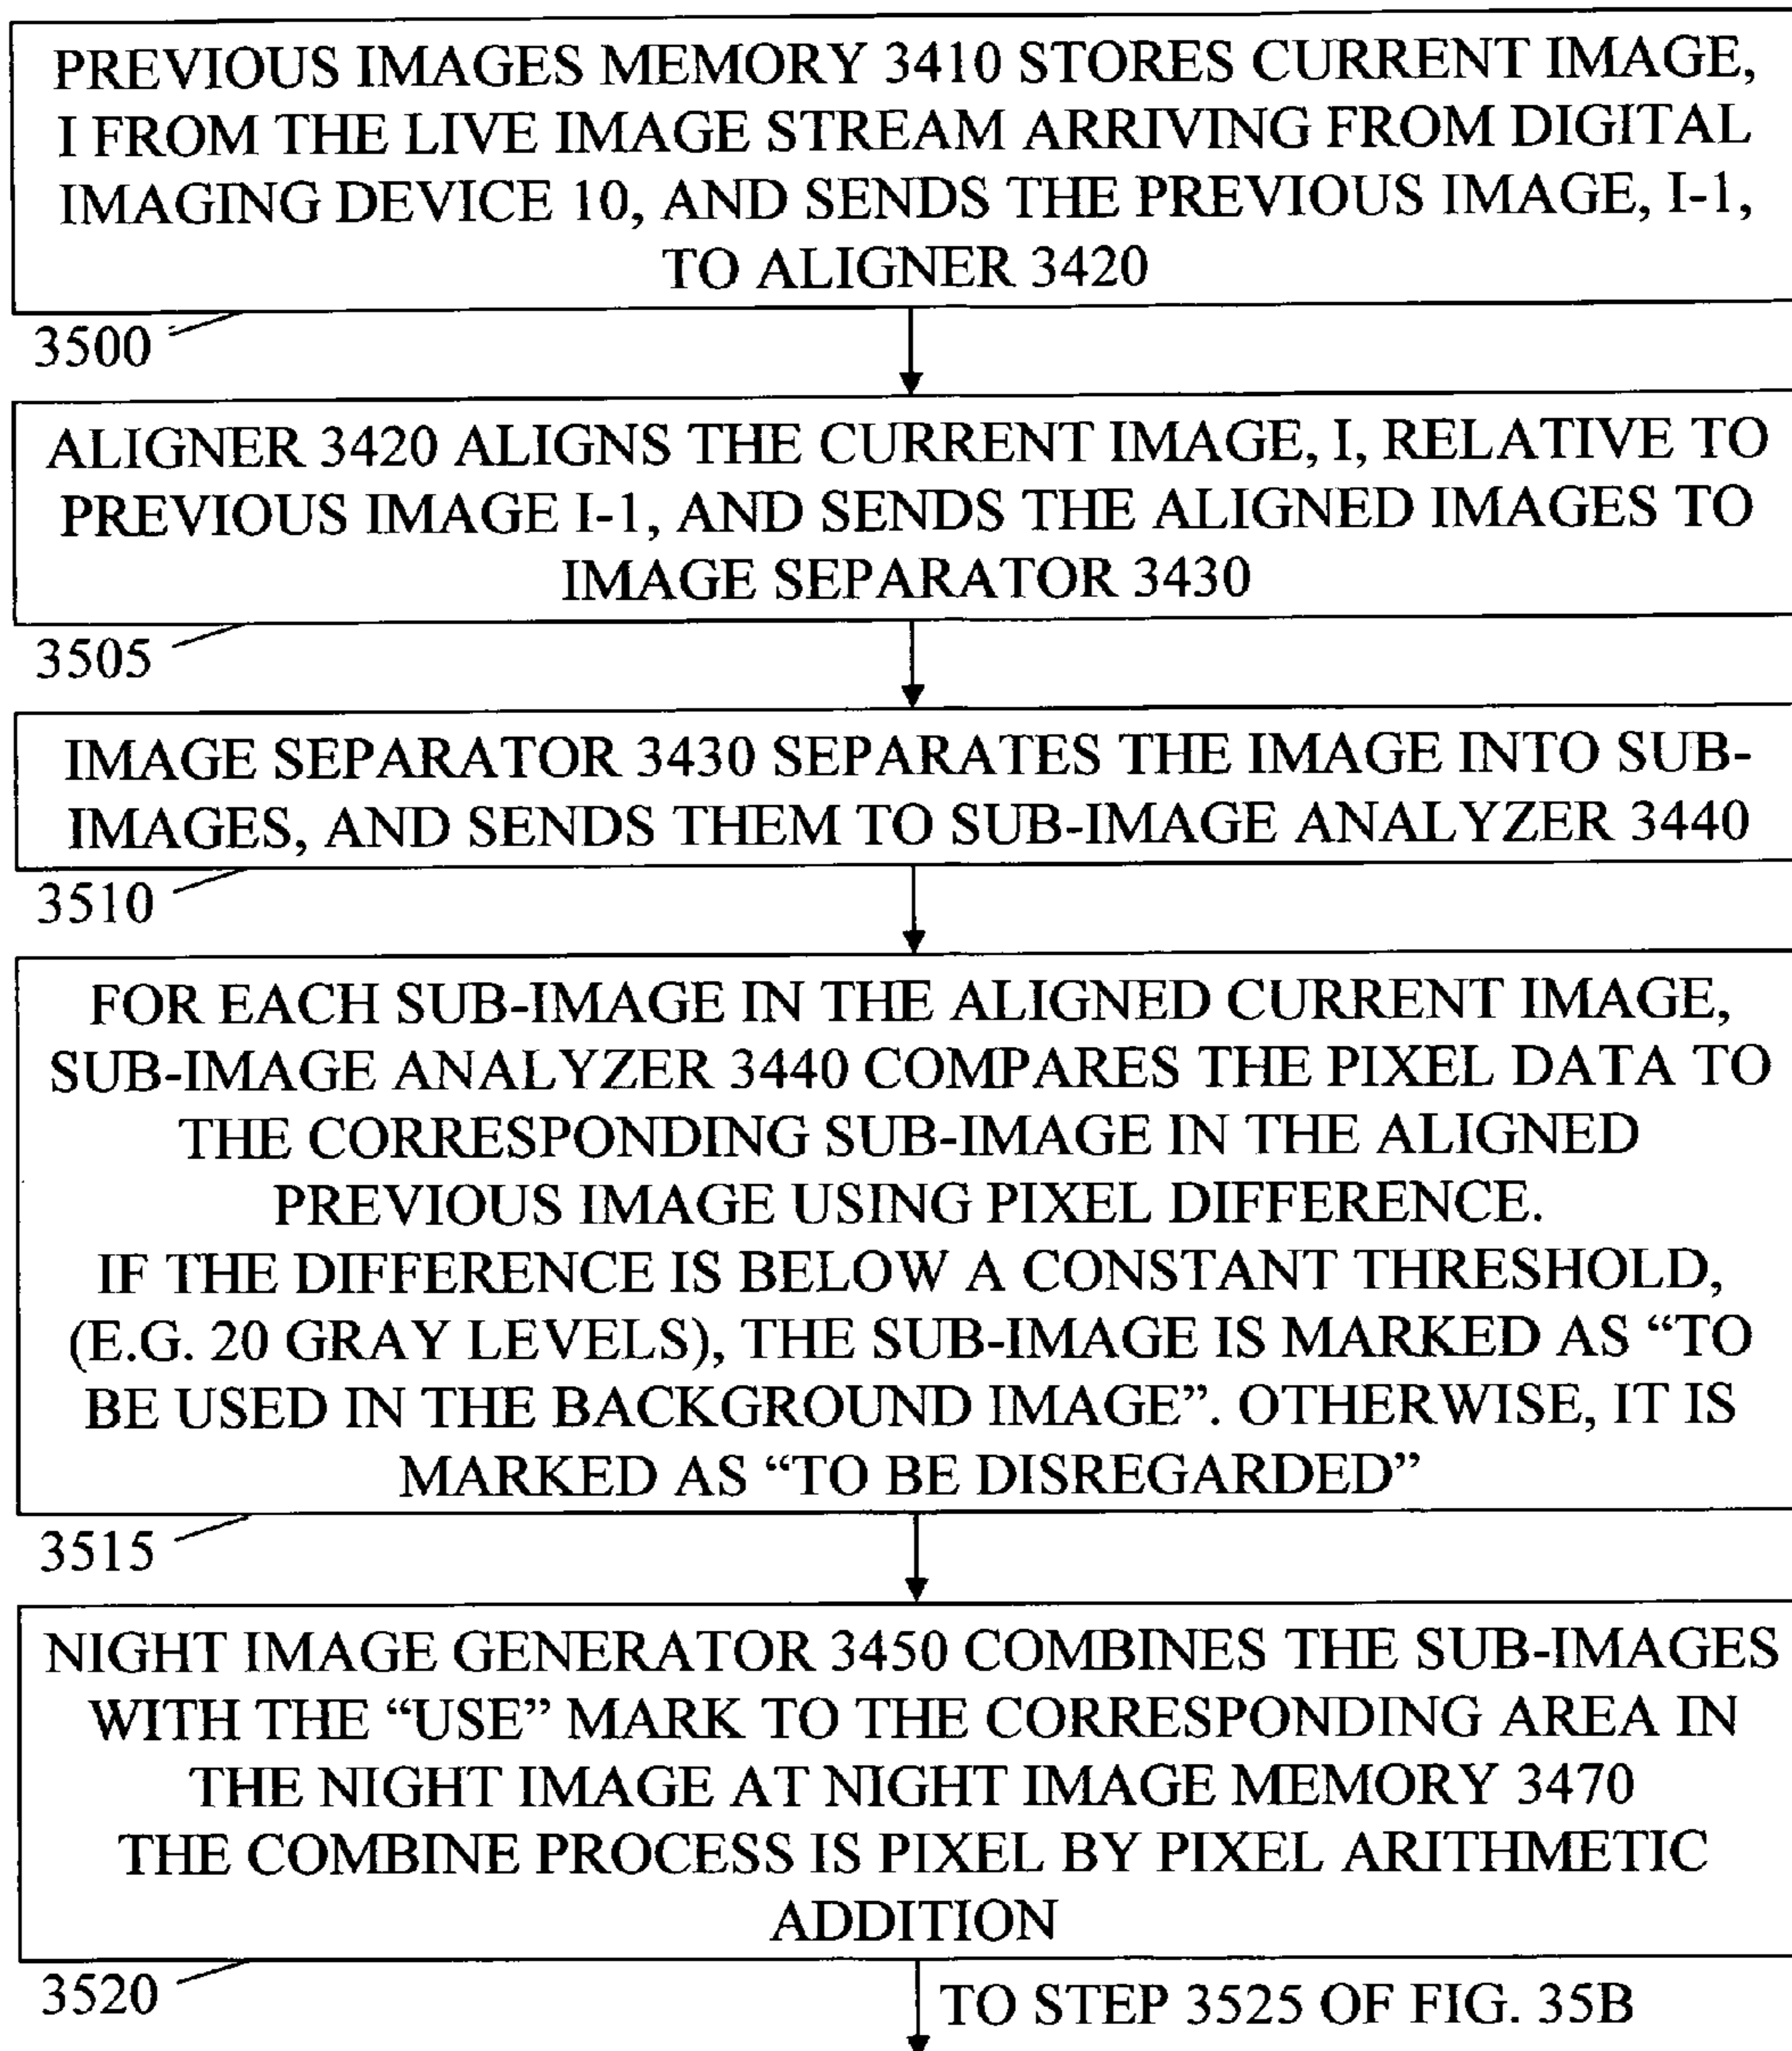 PREVIOUS IMAGES MEMORY 3410 STORES CURRENT IMAGE,
I FROM THE LIVE IMAGE STREAM ARRIVING FROM DIGITAL
IMAGING DEVICE 10, AND SENDS THE PREVIOUS IMAGE, I-1,
TO ALIGNER 3420
3500
ALIGNER 3420 ALIGNS THE CURRENT IMAGE, I, RELATIVE TO
PREVIOUS IMAGE I-1, AND SENDS THE ALIGNED IMAGES TO
IMAGE SEPARATOR 3430
3505
IMAGE SEPARATOR 3430 SEPARATES THE IMAGE INTO SUB-
IMAGES, AND SENDS THEM TO SUB-IMAGE ANALYZER 3440
3510
FOR EACH SUB-IMAGE IN THE ALIGNED CURRENT IMAGE,
SUB-IMAGE ANALYZER 3440 COMPARES THE PIXEL DATA TO
THE CORRESPONDING SUB-IMAGE IN THE ALIGNED
PREVIOUS IMAGE USING PIXEL DIFFERENCE.
IF THE DIFFERENCE IS BELOW A CONSTANT THRESHOLD,
(E.G. 20 GRAY LEVELS), THE SUB-IMAGE IS MARKED AS “TO
BE USED IN THE BACKGROUND IMAGE”. OTHERWISE, IT IS
MARKED AS “TO BE DISREGARDED”
3515
NIGHT IMAGE GENERATOR 3450 COMBINES THE SUB-IMAGES
WITH THE “USE” MARK TO THE CORRESPONDING AREA IN
THE NIGHT IMAGE AT NIGHT IMAGE MEMORY 3470
THE COMBINE PROCESS IS PIXEL BY PIXEL ARITHMETIC
ADDITION
3520
TO STEP 3525 OF FIG. 35B